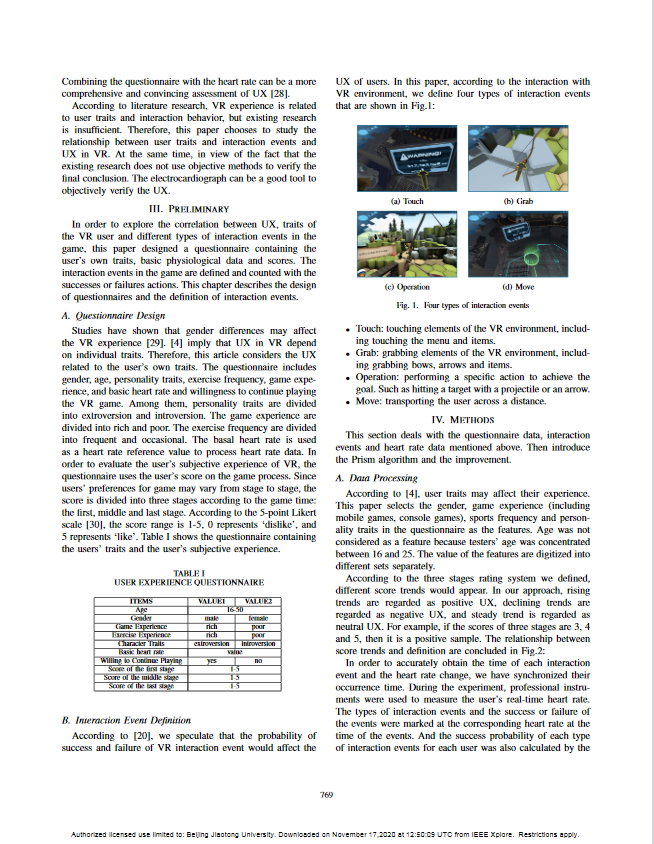 Combining the questionnaire with the heart rate can be a more
comprehensive and convincing assessment of UX [28].
According to literature research, VR experience is related
to user traits and interaction behavior, but existing research
is insufficient. Therefore, this paper chooses to study the
relationship between user traits and interaction events and
UX in VR. At the same time, in view of the fact that the
existing research does not use objective methods to verify the
final conclusion. The electrocardiograph can be a good tool to
objectively verify the UX.
III. PRELIMINARY
In order to explore the correlation between UX, traits of
the VR user and different types of interaction events in the
game, this paper designed a questionnaire containing the
user's own traits, basic physiological data and scores. The
interaction events in the game are defined and counted with the
successes or failures actions. This chapter describes the design
of questionnaires and the definition of interaction events.
A. Questionnaire Design
Studies have shown that gender differences may affect
the VR experience [29]. [4] imply that UX in VR depend
on individual traits. Therefore, this article considers the UX
related to the user's own traits. The questionnaire includes
gender, age, personality traits, exercise frequency, game expe-
rience, and basic heart rate and willingness to continue playing
the VR game. Among them, personality traits are divided
into extroversion and introversion. The game experience are
divided into rich and poor. The exercise frequency are divided
into frequent and occasional. The basal heart rate is used
as a heart rate reference value to process heart rate data. In
order to evaluate the user's subjective experience of VR, the
questionnaire uses the user's score on the game process. Since
users' preferences for game may vary from stage to stage, the
score is divided into three stages according to the game time:
the first, middle and last stage. According to the 5-point Likert
scale [30], the score range is 1-5, 0 represents 'dislike', and
5 represents 'like'. Table I shows the questionnaire containing
the users' traits and the user's subjective experience.
TABLE I
USER EXPERIENCE QUESTIONNAIRE
ITEMS VALUE1 VALUE2
Age 16-50
Gender male female
Game Experience rich poor
Exercise Experience rich poor
Character Traits extroversion introversion
Basic heart rate value
Willing to Continue Playing yes no
Score of the first stage 1-5
Score of the middle stage 1-5
Score of the last stage 1-5
B. Interaction Event Definition
According to [20], we speculate that the probability of
success and failure of VR interaction event would affect the
UX of users. In this paper, according to the interaction with
VR environment, we define four types of interaction events
that are shown in Fig.1:
WARNING!
(a) Touch
(b) Grab
(c) Operation
(d) Move
Fig. 1. Four types of interaction events
• Touch: touching elements of the VR environment, includ-
ing touching the menu and items.
• Grab: grabbing elements of the VR environment, includ-
ing grabbing bows, arrows and items.
• Operation: performing a specific action to achieve the
goal. Such as hitting a target with a projectile or an arrow.
• Move: transporting the user across a distance.
IV. METHODS
This section deals with the questionnaire data, interaction
events and heart rate data mentioned above. Then introduce
the Prism algorithm and the improvement.
A. Data Processing
According to [4], user traits may affect their experience.
This paper selects the gender, game experience (including
mobile games, console games), sports frequency and person-
ality traits in the questionnaire as the features. Age was not
considered as a feature because testers' age was concentrated
between 16 and 25. The value of the features are digitized into
different sets separately.
According to the three stages rating system we defined,
different score trends would appear. In our approach, rising
trends are regarded as positive UX, declining trends are
regarded as negative UX, and steady trend is regarded as
neutral UX. For example, if the scores of three stages are 3, 4
and 5, then it is a positive sample. The relationship between
score trends and definition are concluded in Fig.2:
In order to accurately obtain the time of each interaction
event and the heart rate change, we have synchronized their
occurrence time. During the experiment, professional instru-
ments were used to measure the user's real-time heart rate.
The types of interaction events and the success or failure of
the events were marked at the corresponding heart rate at the
time of the events. And the success probability of each type
of interaction events for each user was also calculated by the
769
Authorized licensed use limited to: Beijing Jiaotong University. Downloaded on November 17,2020 at 12:50:09 UTC from IEEE Xplore. Restrictions apply.